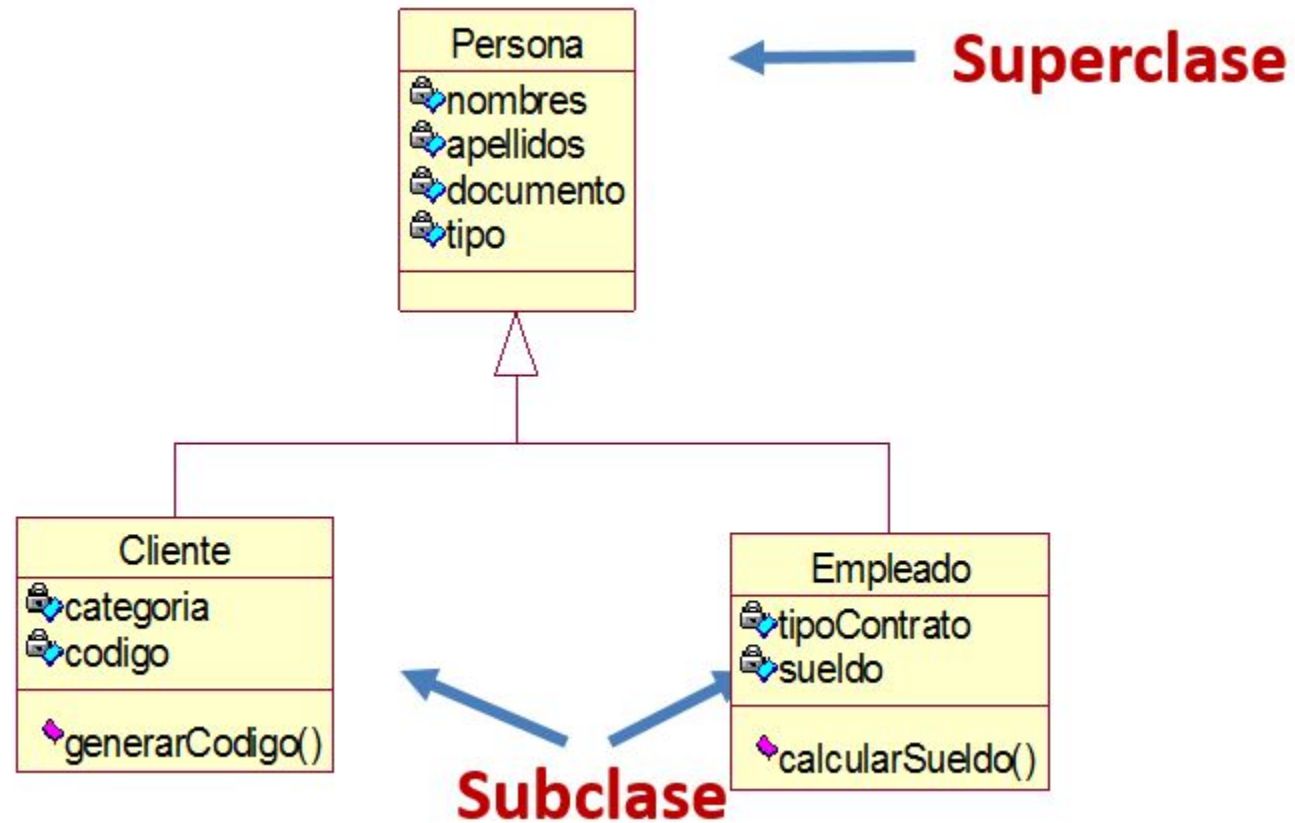 Persona
Superclase
nombres
apellidos
documento
tipo
Cliente
categoria
codigo
generarCodigo()
Empleado
tipoContrato
sueldo
calcularSueldo()
Subclase